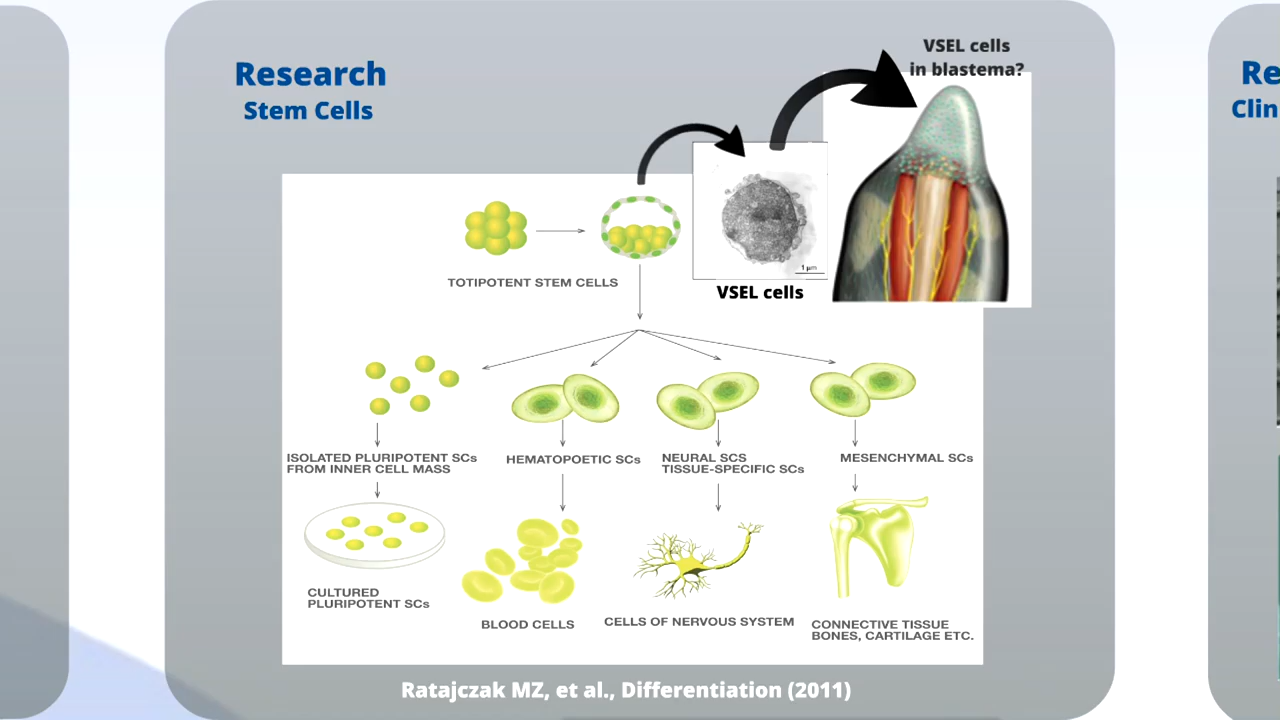 Research
Stem Cells
VSEL cells
in blastema?
Re
Clin
1 µm
VSEL cells
TOTIPOTENT STEM CELLS
ISOLATED PLURIPOTENT SCs
FROM INNER CELL MASS
HEMATOPOETIC SCs
NEURAL SCS
TISSUE-SPECIFIC SCs
MESENCHYMAL SCs
CULTURED
PLURIPOTENT SCs
BLOOD CELLS
CELLS OF NERVOUS SYSTEM
CONNECTIVE TISSUE
BONES, CARTILAGE ETC.
Ratajczak MZ, et al., Differentiation (2011)